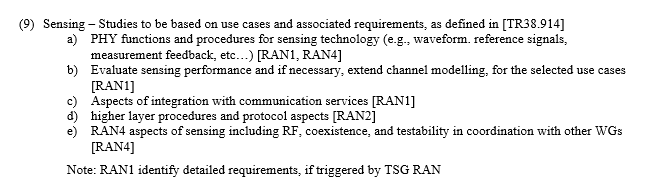 (9) Sensing – Studies to be based on use cases and associated requirements, as defined in [TR38.914]
a) PHY functions and procedures for sensing technology (e.g., waveform. reference signals,
measurement feedback, etc…) [RAN1, RAN4]
b) Evaluate sensing performance and if necessary, extend channel modelling, for the selected use cases
[RAN1]
c) Aspects of integration with communication services [RAN1]
d) higher layer procedures and protocol aspects [RAN2]
e) RAN4 aspects of sensing including RF, coexistence, and testability in coordination with other WGs
[RAN4]
Note: RAN1 identify detailed requirements, if triggered by TSG RAN